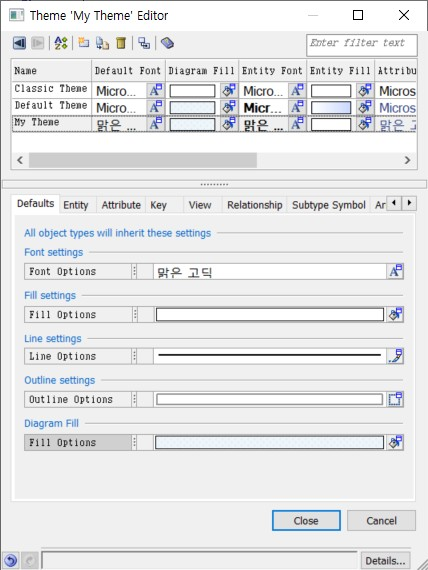 Theme 'My Theme' Editor
Enter filter text
Name Default Font Diagram Fill Entity Font Entity Fill Attribu
Classic Theme Micro... Micro... Micros
Default Theme Micro... Micr... Micros
My Theme 맑은 ... 맑은 ... 맑은 고
Defaults Entity Attribute Key View Relationship Subtype Symbol An
All object types will inherit these settings
Font settings
Font Options 맑은 고딕
Fill settings
Fill Options
Line settings
Line Options
Outline settings
Outline Options
Diagram Fill
Fill Options
Close Cancel
Details...